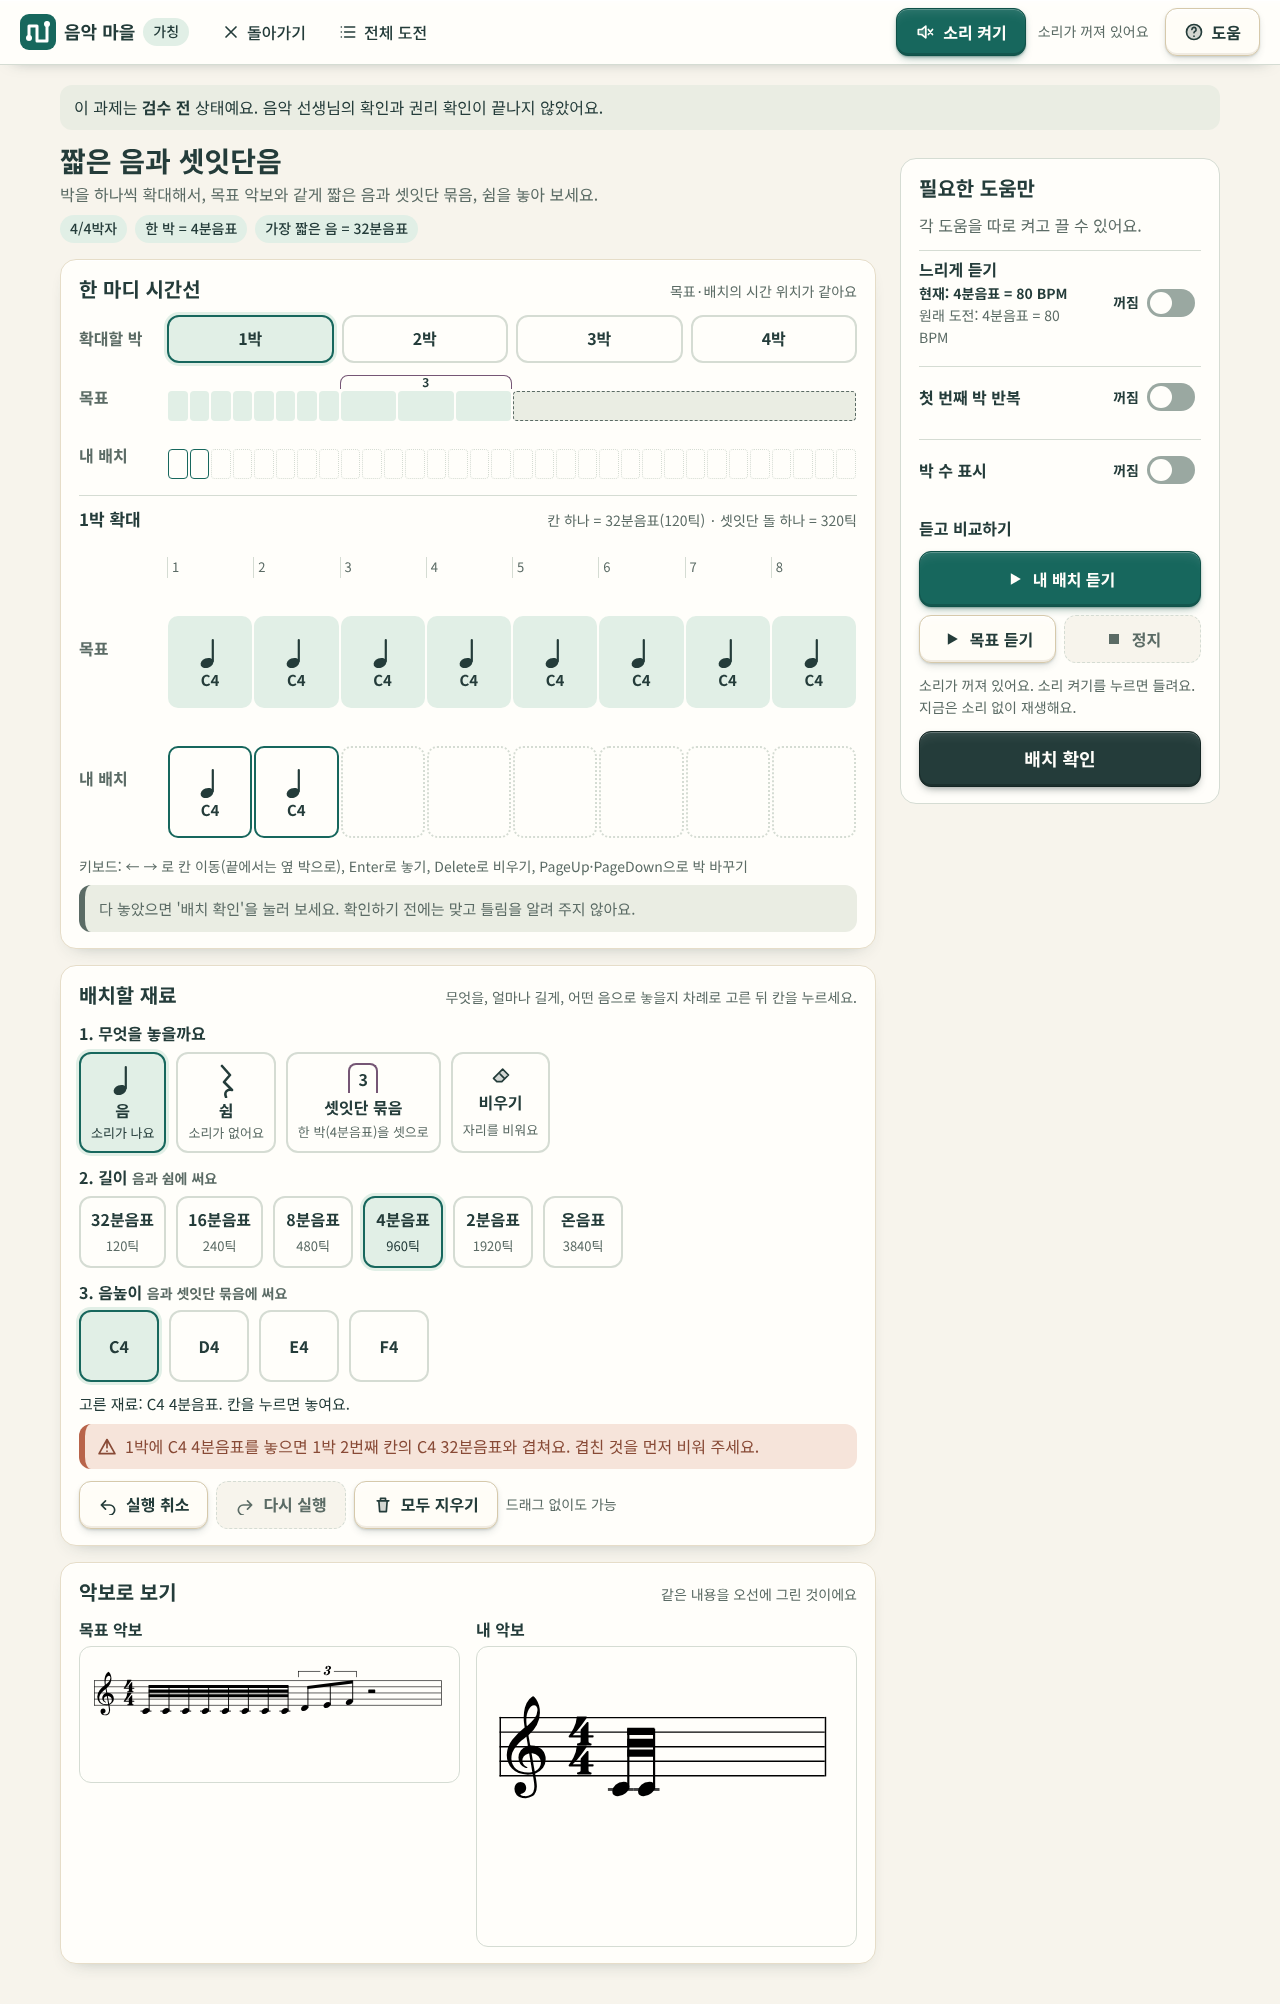 음악 마을 가칭 돌아가기 전체 도전 소리 켜기 소리가 꺼져 있어요 도움
이 과제는 검수 전 상태예요. 음악 선생님의 확인과 권리 확인이 끝나지 않았어요.
짧은 음과 셋잇단음
박을 하나씩 확대해서, 목표 악보와 같게 짧은 음과 셋잇단 묶음, 쉼을 놓아 보세요.
4/4박자 한 박 = 4분음표 가장 짧은 음 = 32분음표
한 마디 시간선 목표·배치의 시간 위치가 같아요
확대할 박 1박 2박 3박 4박
3
목표
내 배치
1박 확대 칸 하나 = 32분음표(120틱) · 셋잇단 돌 하나 = 320틱
1 2 3 4 5 6 7 8
목표
C4 C4 C4 C4 C4 C4 C4 C4
내 배치
C4 C4
키보드: ← → 로 칸 이동(끝에서는 옆 박으로), Enter로 놓기, Delete로 비우기, PageUp·PageDown으로 박 바꾸기
다 놓았으면 '배치 확인'을 눌러 보세요. 확인하기 전에는 맞고 틀림을 알려 주지 않아요.
필요한 도움만
각 도움을 따로 켜고 끌 수 있어요.
느리게 듣기
현재: 4분음표 = 80 BPM
원래 도전: 4분음표 = 80
BPM
꺼짐
첫 번째 박 반복 꺼짐
박 수 표시 꺼짐
듣고 비교하기
내 배치 듣기
목표 듣기 정지
소리가 꺼져 있어요. 소리 켜기를 누르면 들려요.
지금은 소리 없이 재생해요.
배치 확인
배치할 재료 무엇을, 얼마나 길게, 어떤 음으로 놓을지 차례로 고른 뒤 칸을 누르세요.
1. 무엇을 놓을까요
음 쉼 3 셋잇단 묶음 비우기
소리가 나요 소리가 없어요 한 박(4분음표)을 셋으로 자리를 비워요
2. 길이 음과 쉼에 써요
32분음표 16분음표 8분음표 4분음표 2분음표 온음표
120틱 240틱 480틱 960틱 1920틱 3840틱
3. 음높이 음과 셋잇단 묶음에 써요
C4 D4 E4 F4
고른 재료: C4 4분음표. 칸을 누르면 놓여요.
1박에 C4 4분음표를 놓으면 1박 2번째 칸의 C4 32분음표와 겹쳐요. 겹친 것을 먼저 비워 주세요.
실행 취소 다시 실행 모두 지우기 드래그 없이도 가능
악보로 보기 같은 내용을 오선에 그린 것이에요
목표 악보 내 악보
3
4 4
4 4